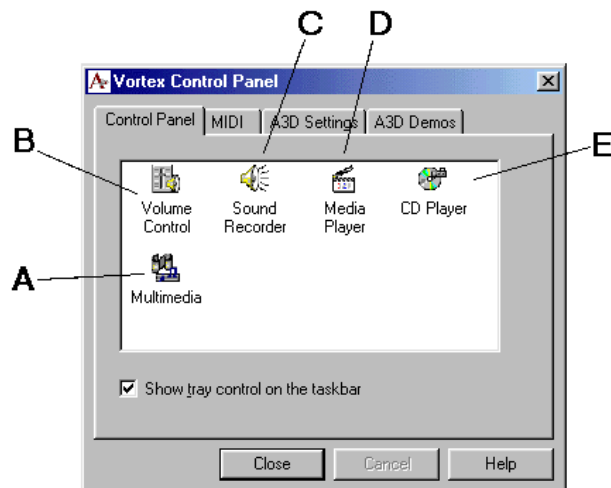 C
D
Vortex Control Panel
Control Panel
MIDI
A3D Settings
A3D Demos
B
E
Volume
Control
Sound
Recorder
Media
Player
CD Player
A
Multimedia
Show tray control on the taskbar
Close
Cancel
Help